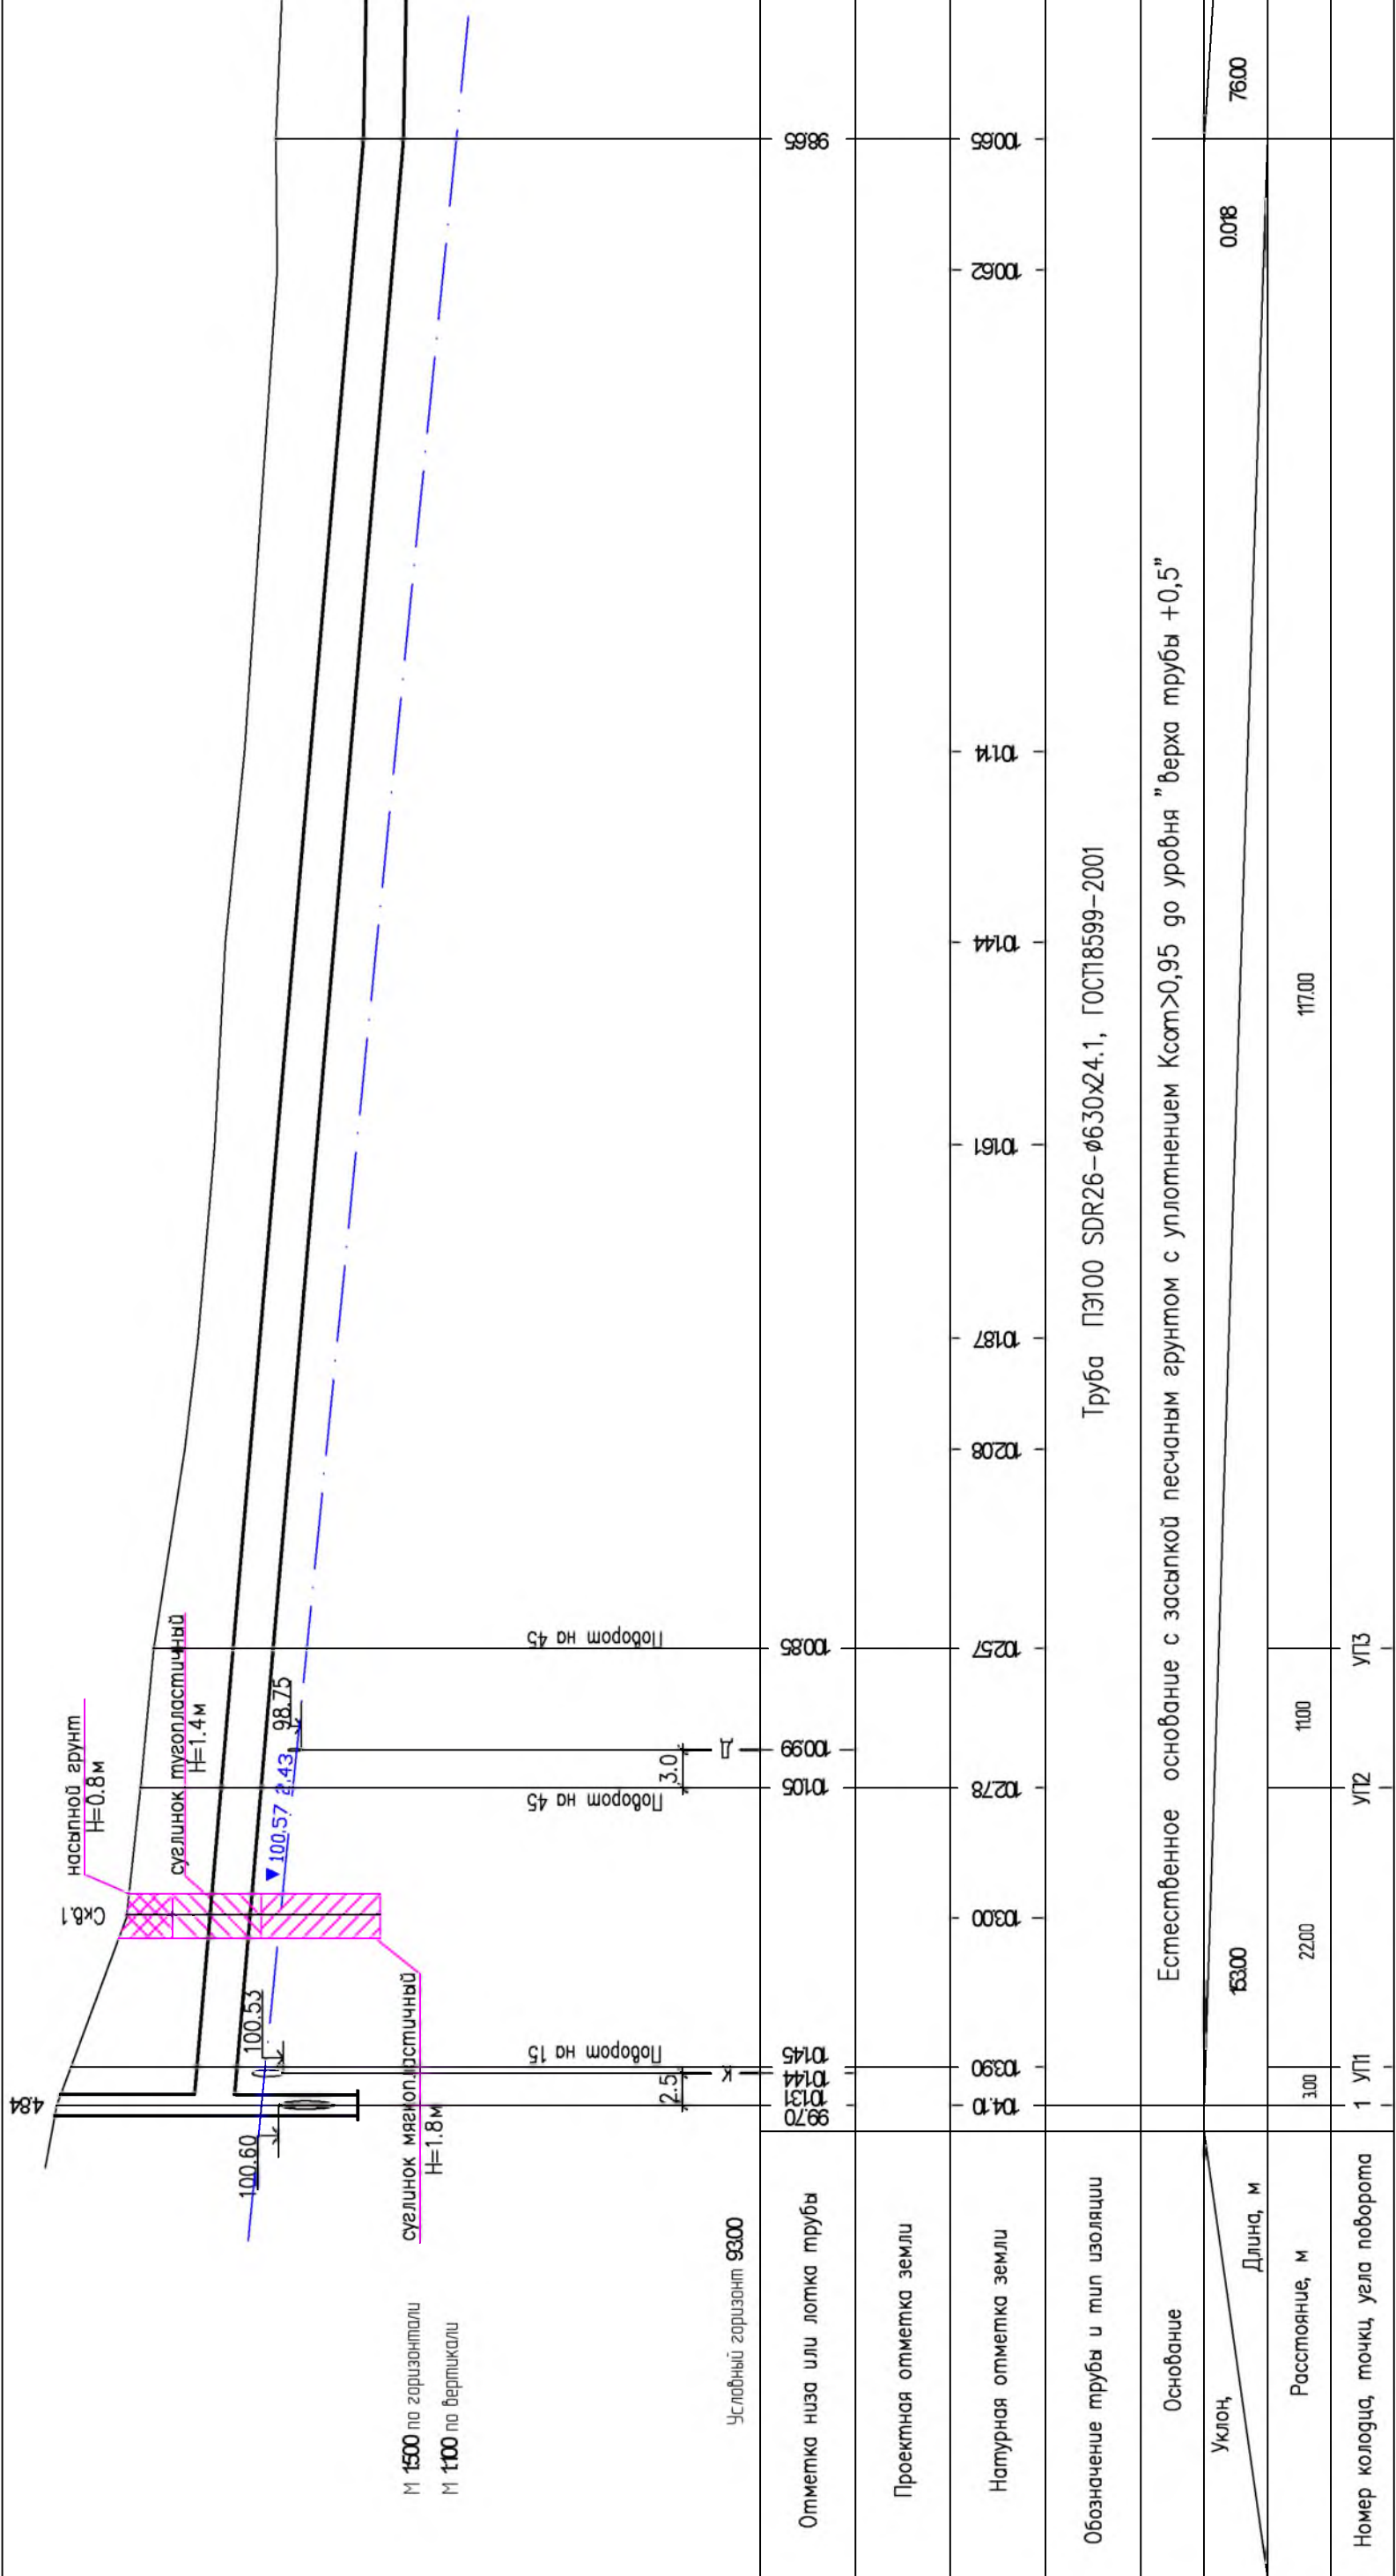 4.84
Скв.1
насыпной грунт
H=0.8м
суглинок тугопластичный
H=1.4м
100.60
100.53
▼100.57
2.43
98.75
суглинок мягкопластичный
H=1.8м
М 1:500 по горизонтали
М 1:100 по вертикали
2.5
К
Поворот на 15
3.0
Д
Поворот на 45
Поворот на 45
Условный горизонт 93.00
Отметка низа или лотка трубы
99.70
101.31
101.44
101.45
101.05
100.99
100.85
98.65
Проектная отметка земли
Натурная отметка земли
104.10
103.90
103.00
102.78
102.57
102.08
101.87
101.61
101.44
101.14
100.62
100.65
Обозначение трубы и тип изоляции
Труба ПЭ100 SDR26-ø630x24.1, ГОСТ18599-2001
Основание
Естественное основание с засыпкой песчаным грунтом с уплотнением Kcom>0,95 до уровня "верха трубы +0,5"
Уклон,
Длина, м
153.00
0.018
76.00
Расстояние, м
3.00
22.00
11.00
117.00
Номер колодца, точки, угла поворота
1
УП1
УП2
УП3